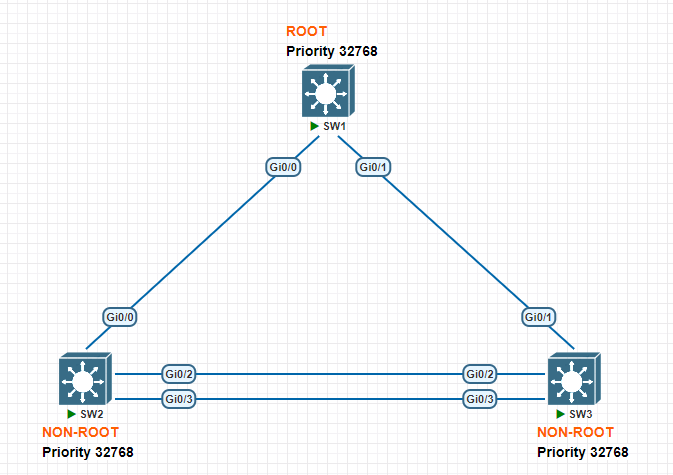 ROOT
Priority 32768
SW1
Gi0/0
Gi0/1
Gi0/0
Gi0/1
Gi0/2
Gi0/2
Gi0/3
Gi0/3
SW2
SW3
NON-ROOT
NON-ROOT
Priority 32768
Priority 32768